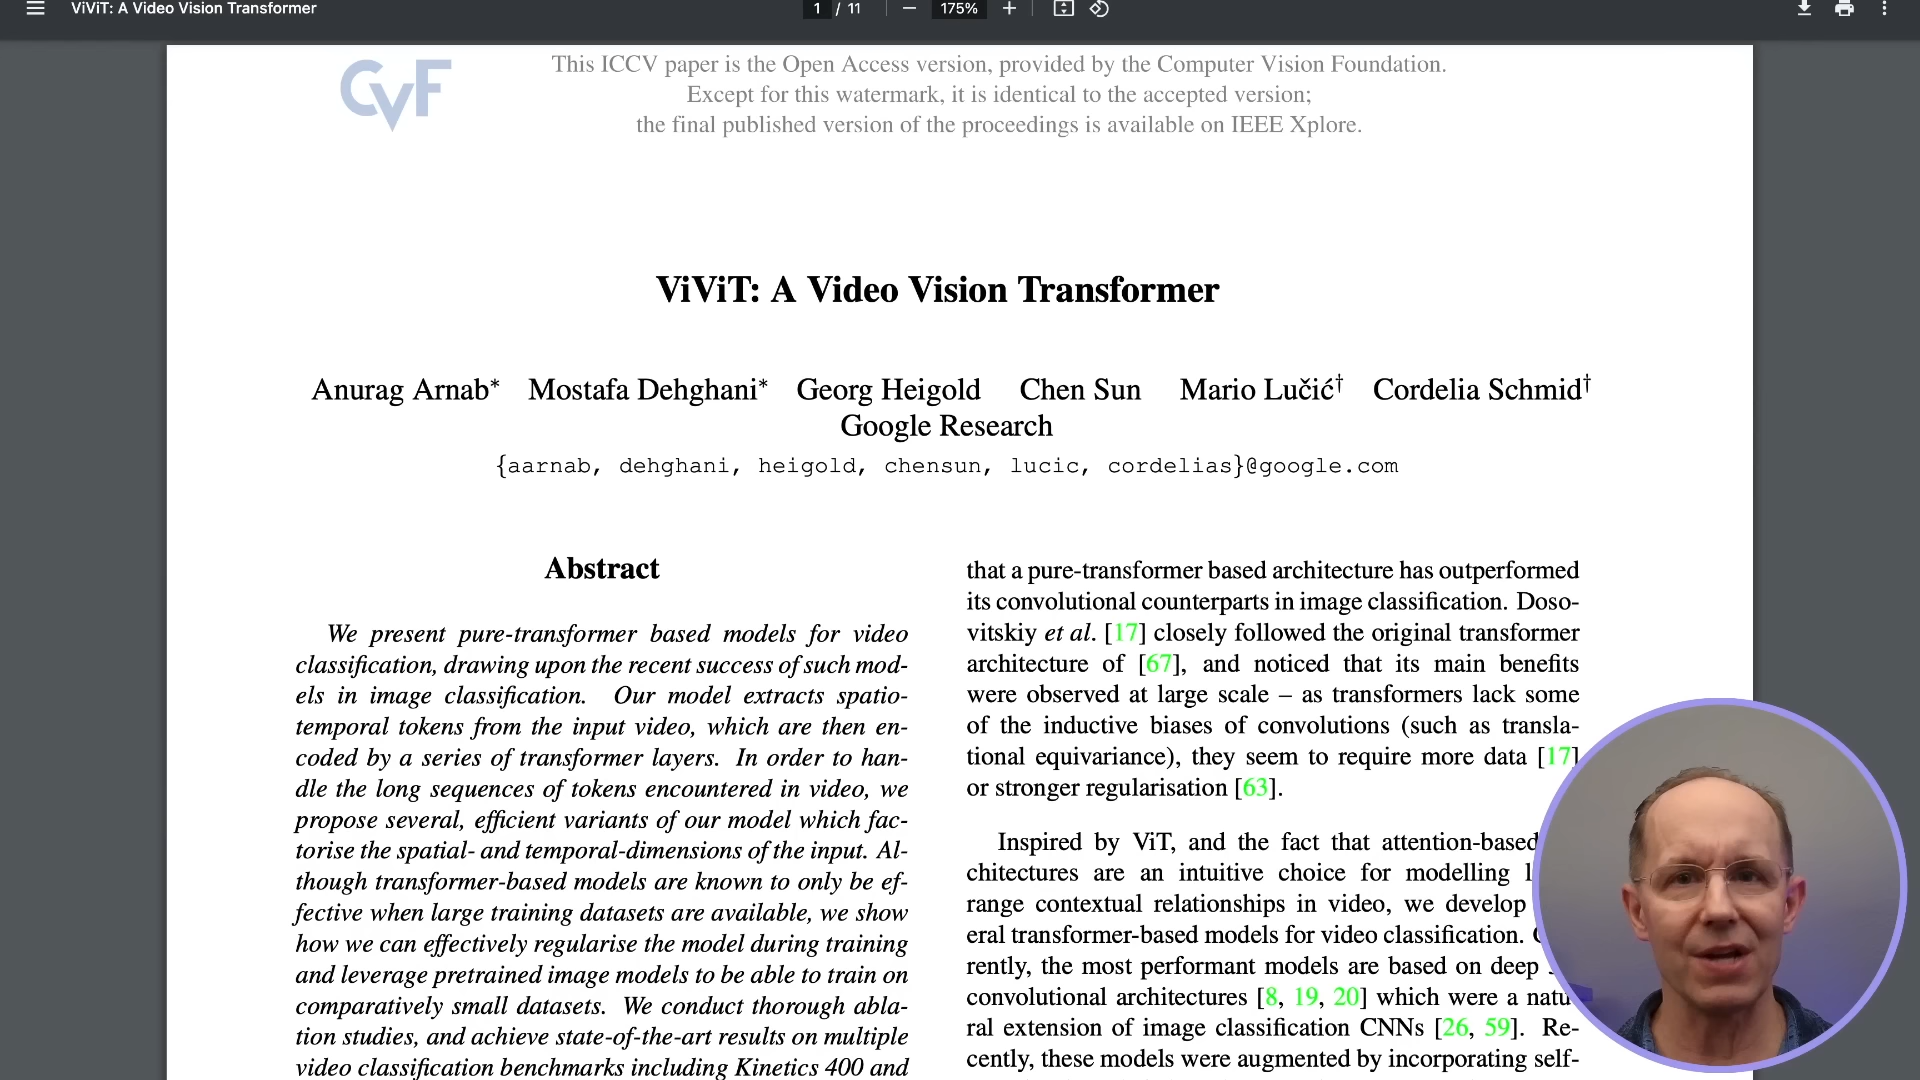 ViViT: A Video Vision Transformer
1 / 11
175%
CVF
This ICCV paper is the Open Access version, provided by the Computer Vision Foundation.
Except for this watermark, it is identical to the accepted version;
the final published version of the proceedings is available on IEEE Xplore.
ViViT: A Video Vision Transformer
Anurag Arnab* Mostafa Dehghani* Georg Heigold Chen Sun Mario Lučić† Cordelia Schmid†
Google Research
{aarnab, dehghani, heigold, chensun, lucic, cordelias}@google.com
Abstract
We present pure-transformer based models for video
classification, drawing upon the recent success of such mod-
els in image classification. Our model extracts spatio-
temporal tokens from the input video, which are then en-
coded by a series of transformer layers. In order to han-
dle the long sequences of tokens encountered in video, we
propose several, efficient variants of our model which fac-
torise the spatial- and temporal-dimensions of the input. Al-
though transformer-based models are known to only be ef-
fective when large training datasets are available, we show
how we can effectively regularise the model during training
and leverage pretrained image models to be able to train on
comparatively small datasets. We conduct thorough abla-
tion studies, and achieve state-of-the-art results on multiple
video classification benchmarks including Kinetics 400 and
that a pure-transformer based architecture has outperformed
its convolutional counterparts in image classification. Doso-
vitskiy et al. [17] closely followed the original transformer
architecture of [67], and noticed that its main benefits
were observed at large scale – as transformers lack some
of the inductive biases of convolutions (such as transla-
tional equivariance), they seem to require more data [17]
or stronger regularisation [63].
Inspired by ViT, and the fact that attention-based
chitectures are an intuitive choice for modelling
range contextual relationships in video, we develop
eral transformer-based models for video classification.
rently, the most performant models are based on deep
convolutional architectures [8, 19, 20] which were a natu-
ral extension of image classification CNNs [26, 59]. Re-
cently, these models were augmented by incorporating self-